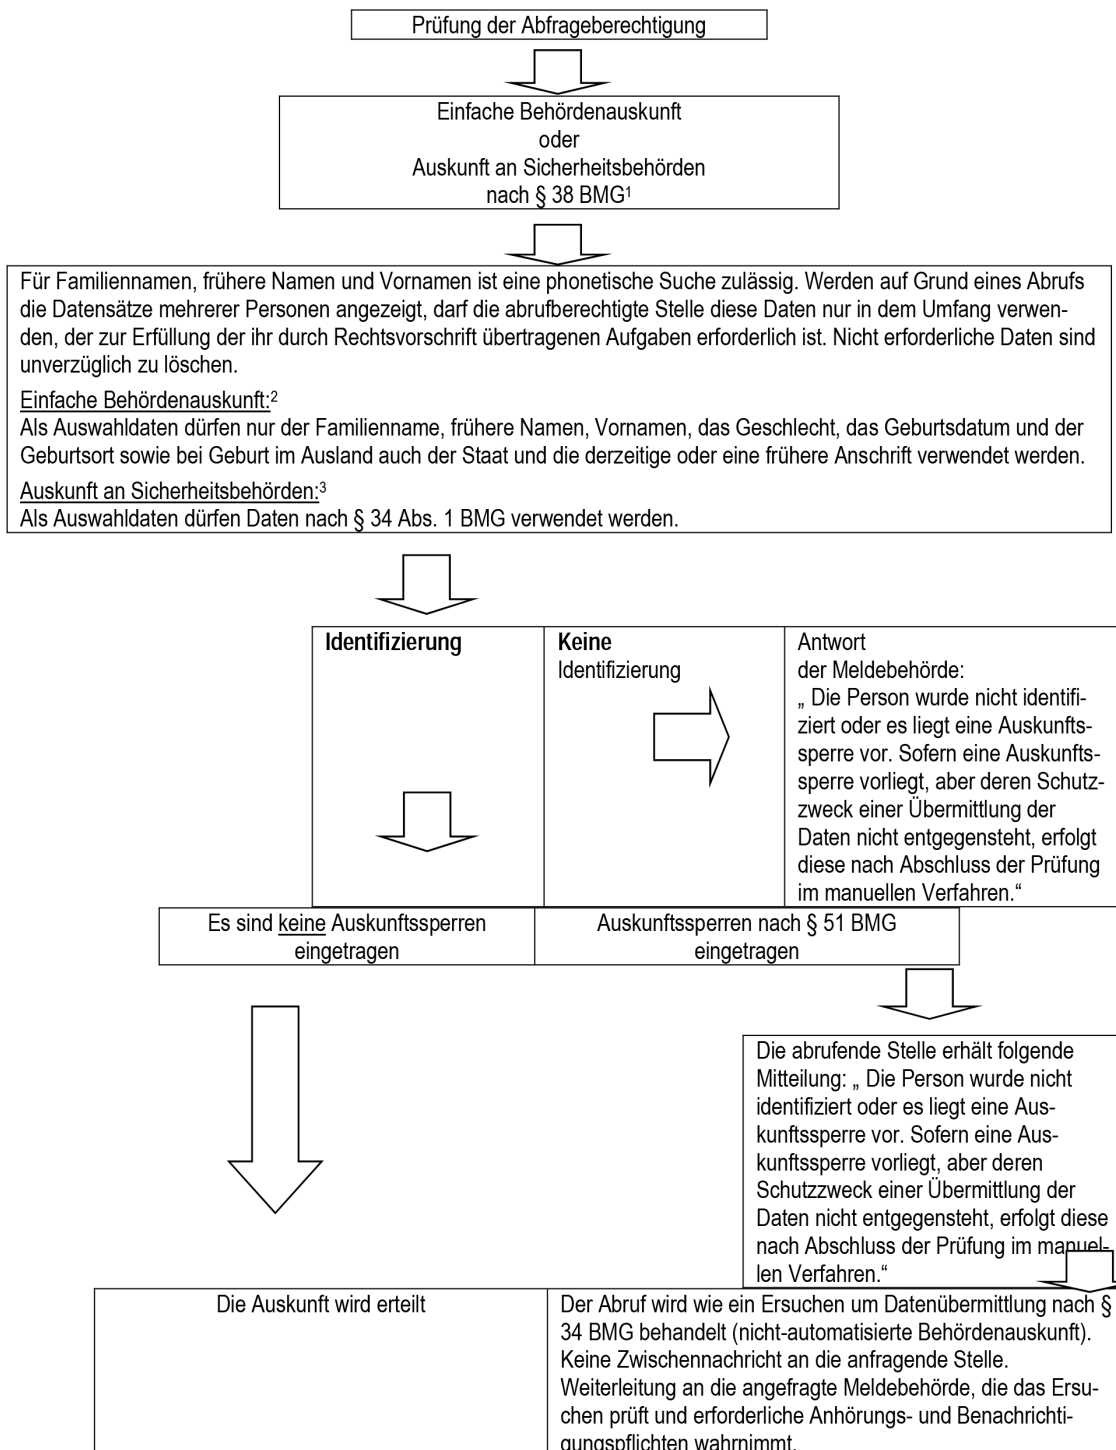 Prüfung der Abfrageberechtigung
Einfache Behördenauskunft
oder
Auskunft an Sicherheitsbehörden
nach § 38 BMG¹
Für Familiennamen, frühere Namen und Vornamen ist eine phonetische Suche zulässig. Werden auf Grund eines Abrufs
die Datensätze mehrerer Personen angezeigt, darf die abrufberechtigte Stelle diese Daten nur in dem Umfang verwen-
den, der zur Erfüllung der ihr durch Rechtsvorschrift übertragenen Aufgaben erforderlich ist. Nicht erforderliche Daten sind
unverzüglich zu löschen.
Einfache Behördenauskunft:²
Als Auswahldaten dürfen nur der Familienname, frühere Namen, Vornamen, das Geschlecht, das Geburtsdatum und der
Geburtsort sowie bei Geburt im Ausland auch der Staat und die derzeitige oder eine frühere Anschrift verwendet werden.
Auskunft an Sicherheitsbehörden:³
Als Auswahldaten dürfen Daten nach § 34 Abs. 1 BMG verwendet werden.
Identifizierung
Keine
Identifizierung
Antwort
der Meldebehörde:
„ Die Person wurde nicht identifi-
ziert oder es liegt eine Auskunfts-
sperre vor. Sofern eine Auskunfts-
sperre vorliegt, aber deren Schutz-
zweck einer Übermittlung der
Daten nicht entgegensteht, erfolgt
diese nach Abschluss der Prüfung
im manuellen Verfahren.“
Es sind keine Auskunftssperren
eingetragen
Auskunftssperren nach § 51 BMG
eingetragen
Die abrufende Stelle erhält folgende
Mitteilung: „ Die Person wurde nicht
identifiziert oder es liegt eine Aus-
kunftssperre vor. Sofern eine Aus-
kunftssperre vorliegt, aber deren
Schutzzweck einer Übermittlung der
Daten nicht entgegensteht, erfolgt diese
nach Abschluss der Prüfung im manuel-
len Verfahren.“
Die Auskunft wird erteilt
Der Abruf wird wie ein Ersuchen um Datenübermittlung nach §
34 BMG behandelt (nicht-automatisierte Behördenauskunft).
Keine Zwischennachricht an die anfragende Stelle.
Weiterleitung an die angefragte Meldebehörde, die das Ersu-
chen prüft und erforderliche Anhörungs- und Benachrichti-
gungspflichten wahrnimmt.